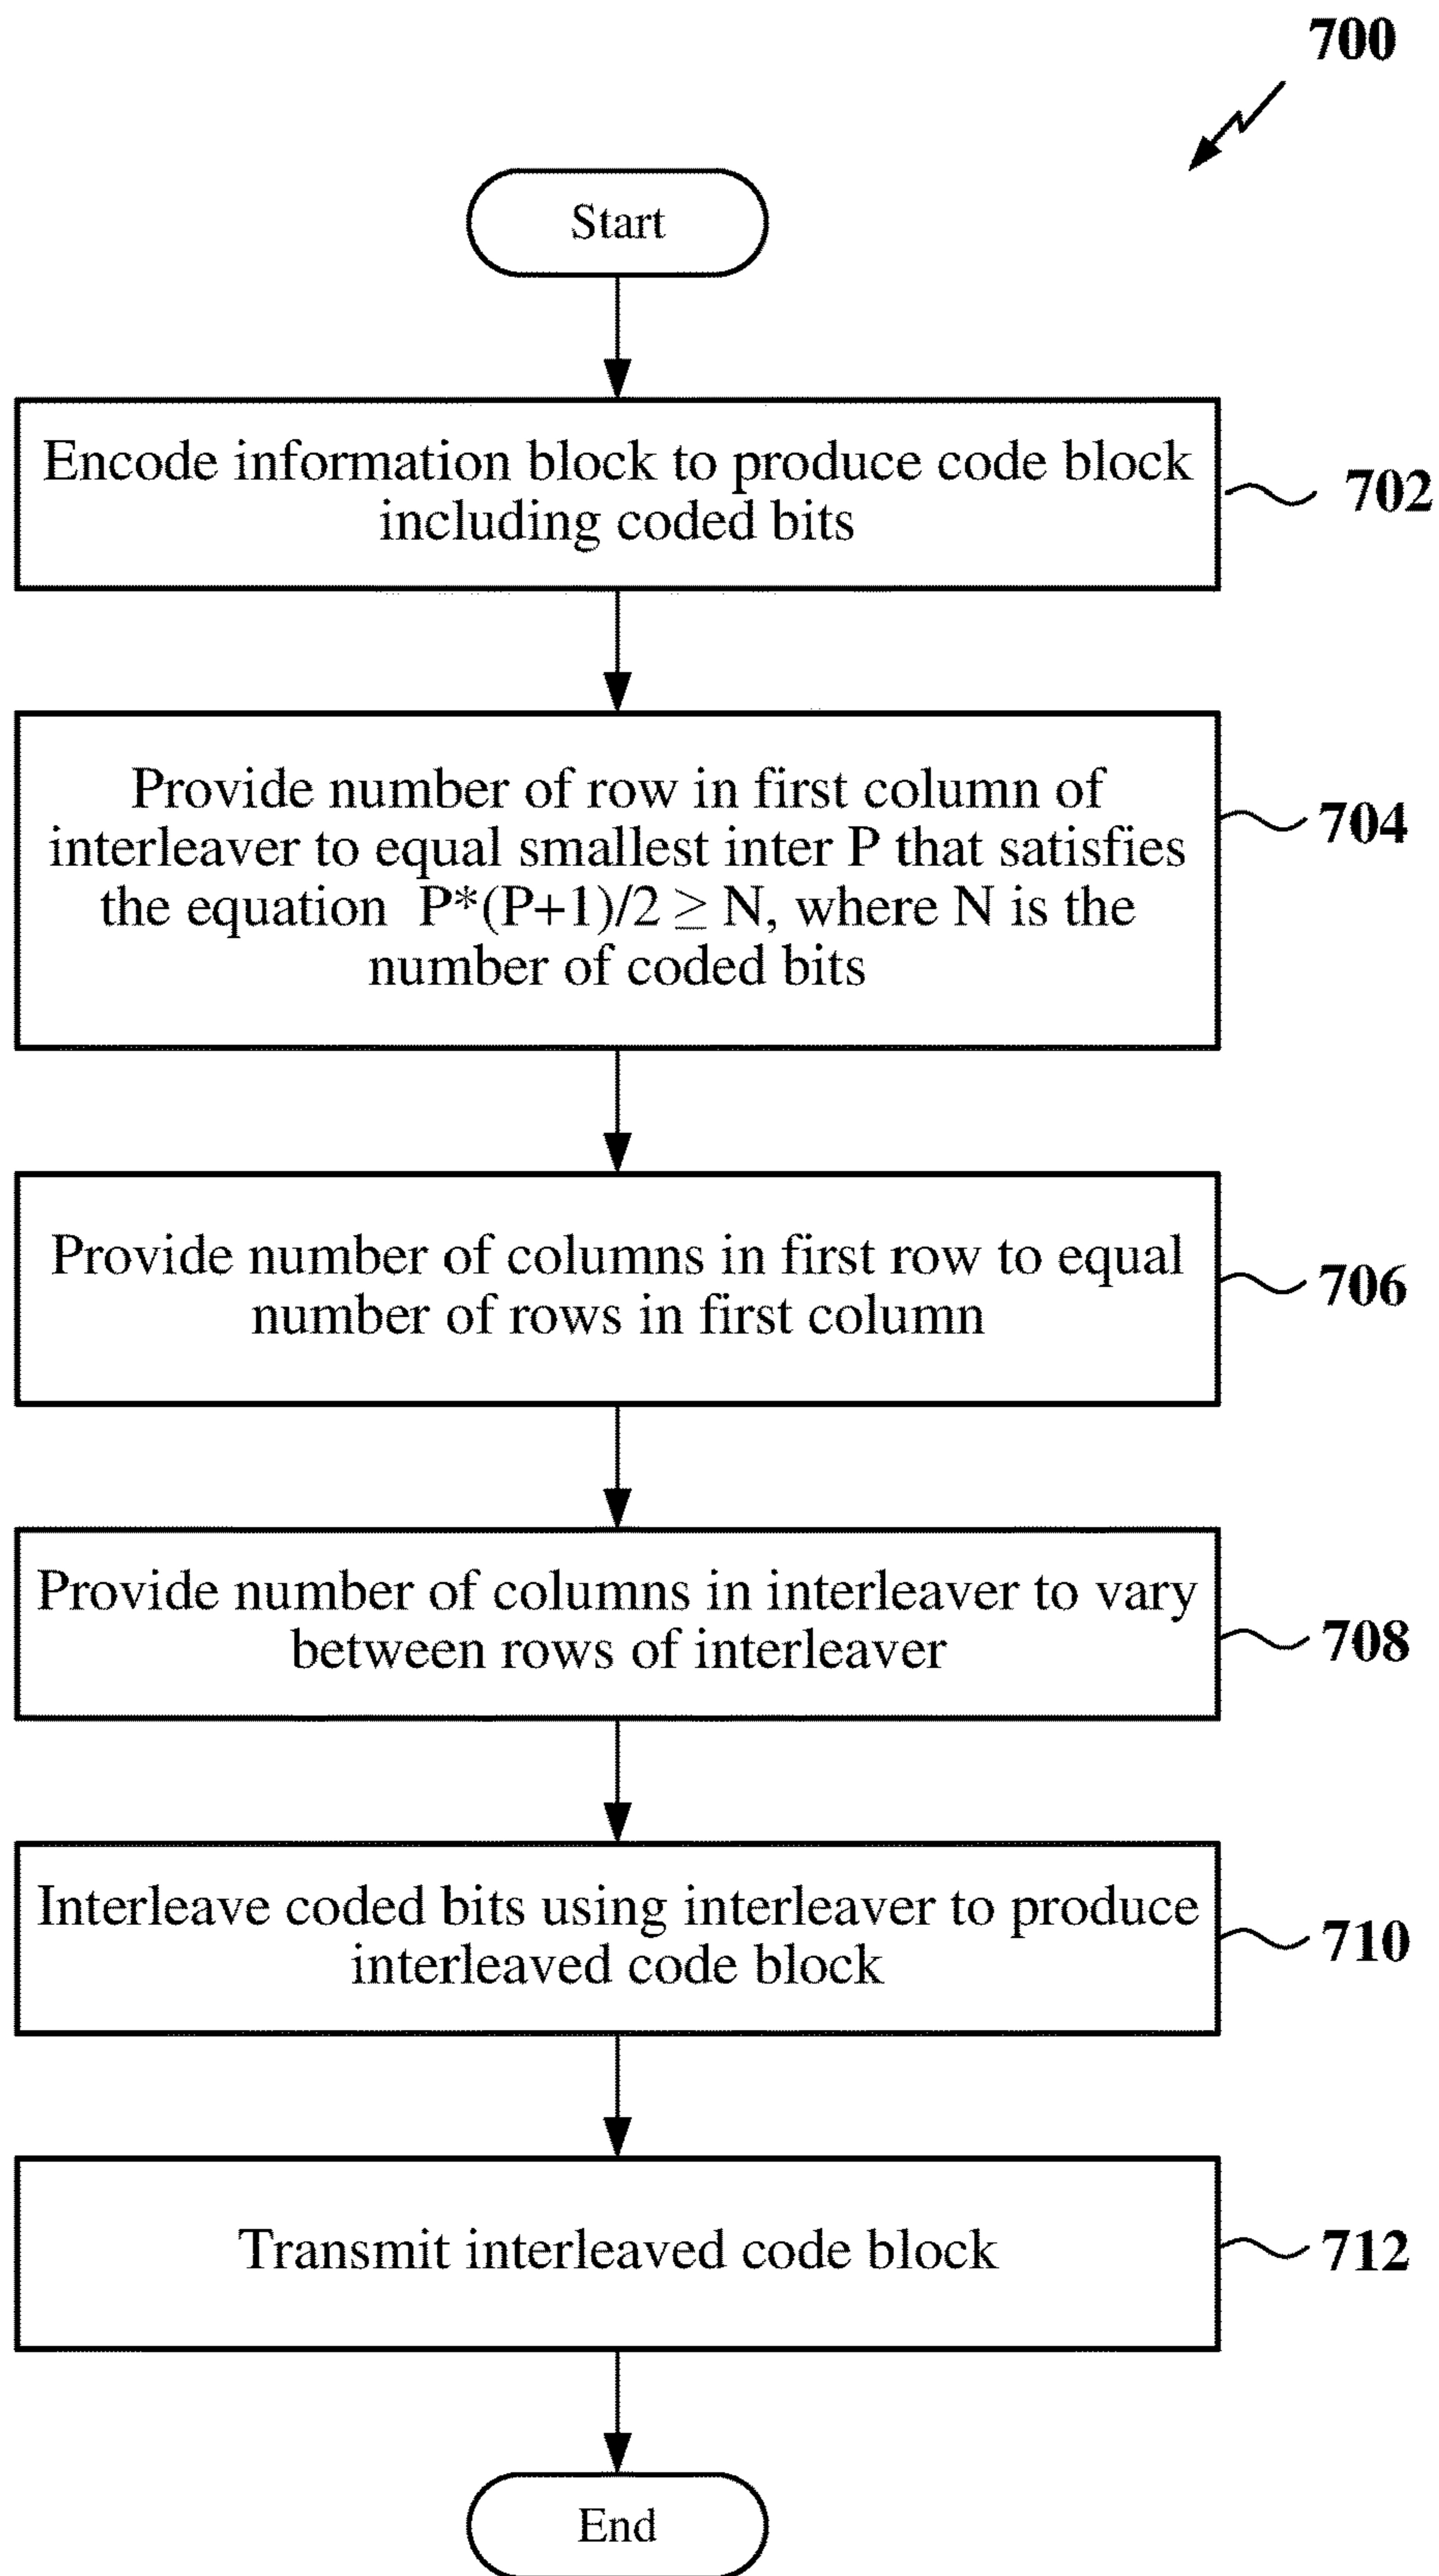 700
Start
Encode information block to produce code block
including coded bits
702
Provide number of row in first column of
interleaver to equal smallest inter P that satisfies
the equation P*(P+1)/2 ≥ N, where N is the
number of coded bits
704
Provide number of columns in first row to equal
number of rows in first column
706
Provide number of columns in interleaver to vary
between rows of interleaver
708
Interleave coded bits using interleaver to produce
interleaved code block
710
Transmit interleaved code block
712
End